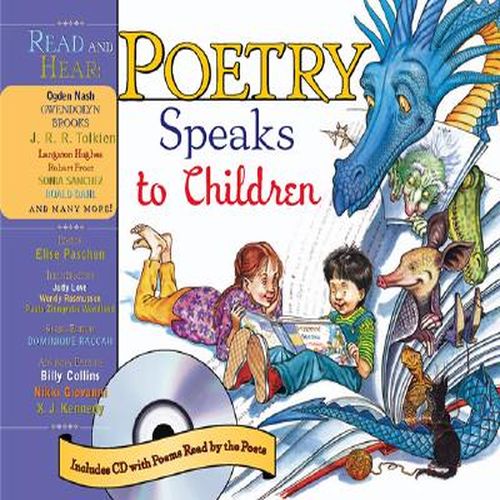 READ AND
HEAR:
Ogden Nash
GWENDOLYN
BROOKS
J. R. R. Tolkien
Langston Hughes
Robert Frost
SONIA SANCHEZ
ROALD DAHL
AND MANY MORE!
Elise Paschen
Judy Love
Wendy Rasmussen
Paula Zinngrabe Wendland
DOMINIQUE RACCAH
Billy Collins
Nikki Giovanni
X. J. Kennedy
POETRY
Speaks
to Children
Includes CD with Poems Read by the Poets